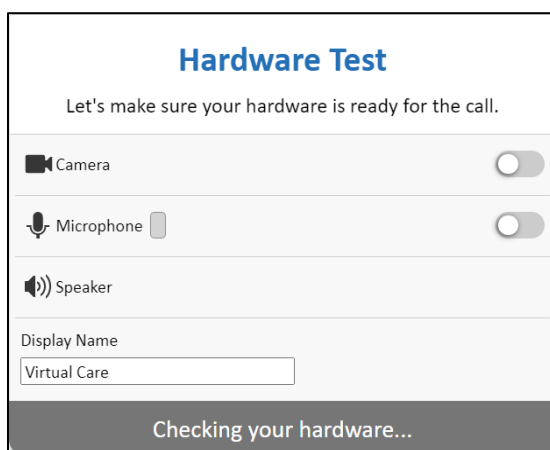 Hardware Test
Let's make sure your hardware is ready for the call.
Camera
Microphone
Speaker
Display Name
Virtual Care
Checking your hardware...